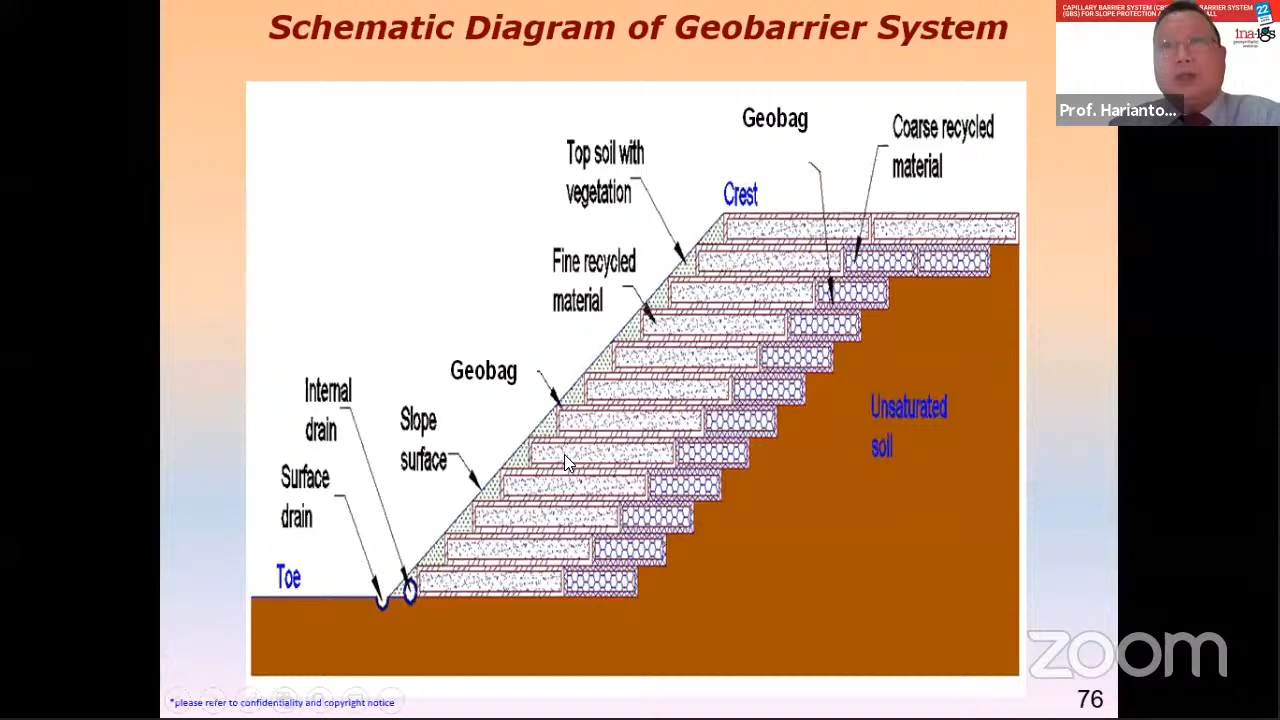 Schematic Diagram of Geobarrier System
CAPILLARY BARRIER SYSTEM
(GBS) FOR SLOPE PROTECTION
22
Prof. Harianto...
Geobag
Coarse recycled
material
Top soil with
vegetation
Crest
Fine recycled
material
Geobag
Internal
drain
Slope
surface
Surface
drain
Unsaturated
soil
Toe
zoom
*please refer to confidentiality and copyright notice
76